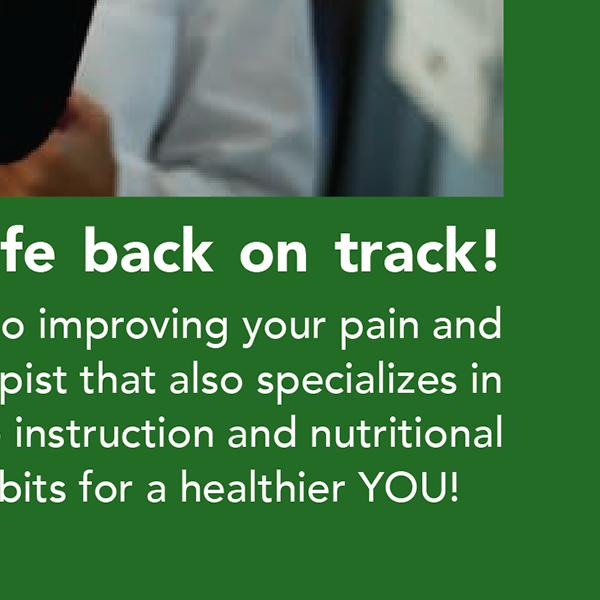 fe back on track!
o improving your pain and
pist that also specializes in
instruction and nutritional
bits for a healthier YOU!